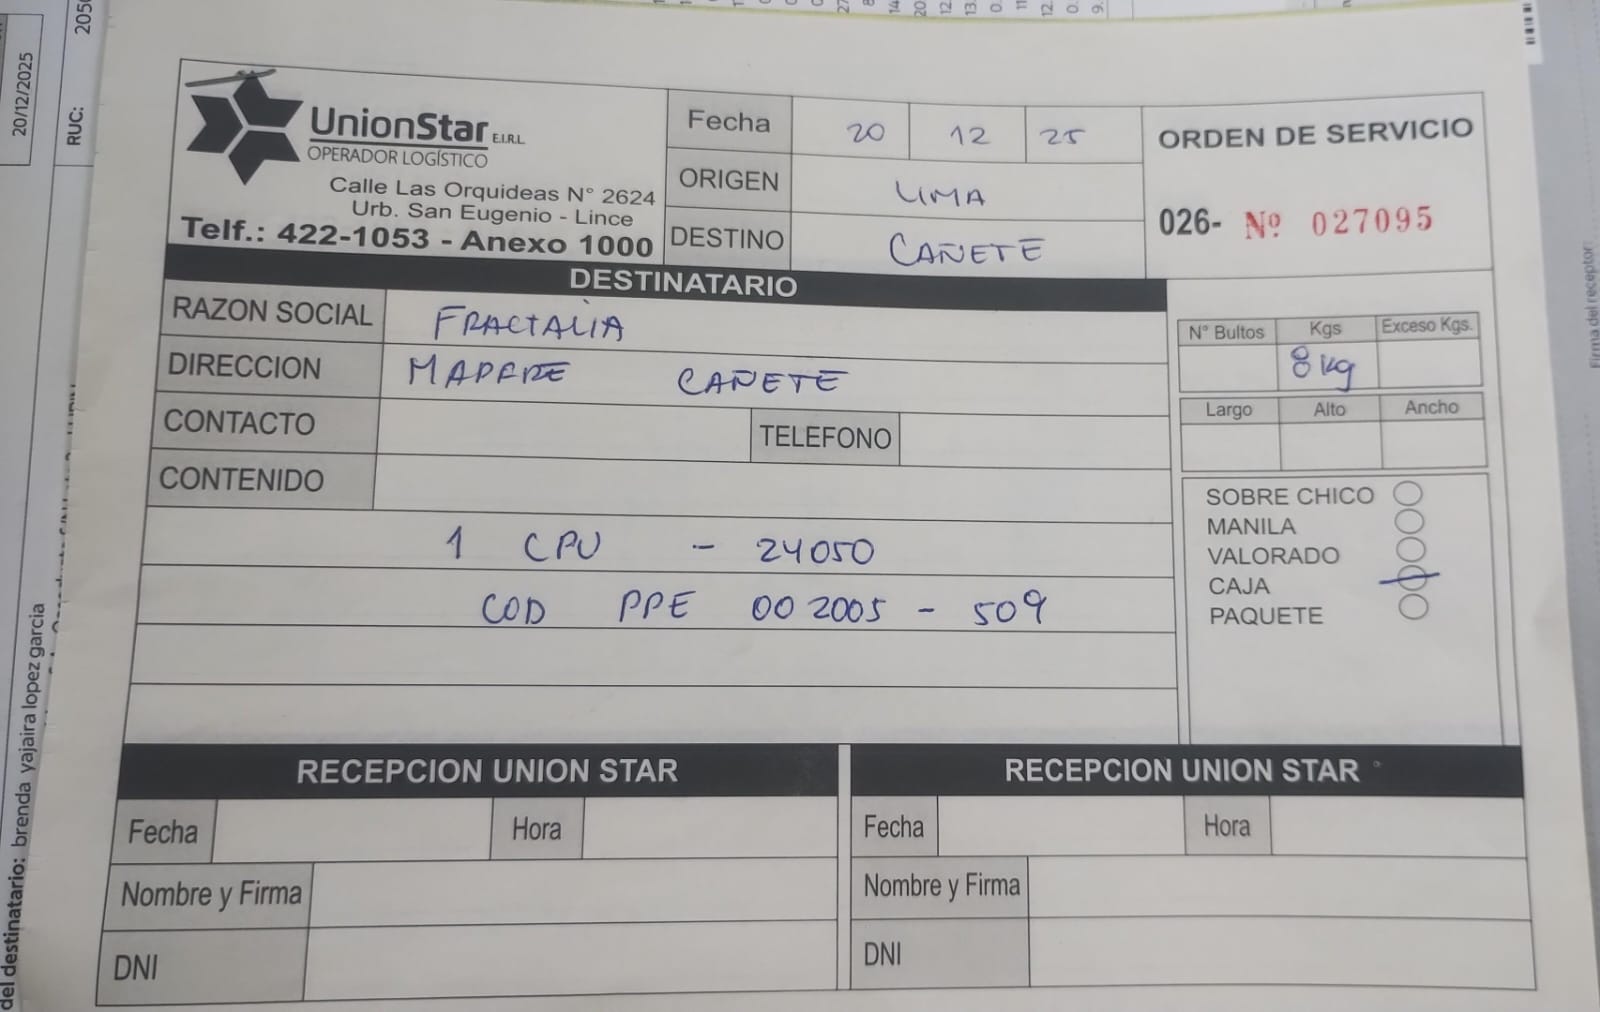 UnionStar E.I.R.L.
OPERADOR LOGÍSTICO
Calle Las Orquideas N° 2624
Urb. San Eugenio - Lince
Telf.: 422-1053 - Anexo 1000
Fecha 20 12 25
ORIGEN LIMA
DESTINO CAÑETE
ORDEN DE SERVICIO
026- Nº 027095
DESTINATARIO
RAZON SOCIAL FRACTALIA
DIRECCION MAPFRE CAÑETE
CONTACTO TELEFONO
CONTENIDO
1 CPU - 24050
COD PPE 002005 - 509
N° Bultos Kgs Exceso Kgs.
8 kg
Largo Alto Ancho
SOBRE CHICO
MANILA
VALORADO
CAJA
PAQUETE
RECEPCION UNION STAR
Fecha Hora
Nombre y Firma
DNI
RECEPCION UNION STAR
Fecha Hora
Nombre y Firma
DNI
20/12/2025
RUC:
del destinatario: brenda yajaira lopez garcia
Firma del receptor